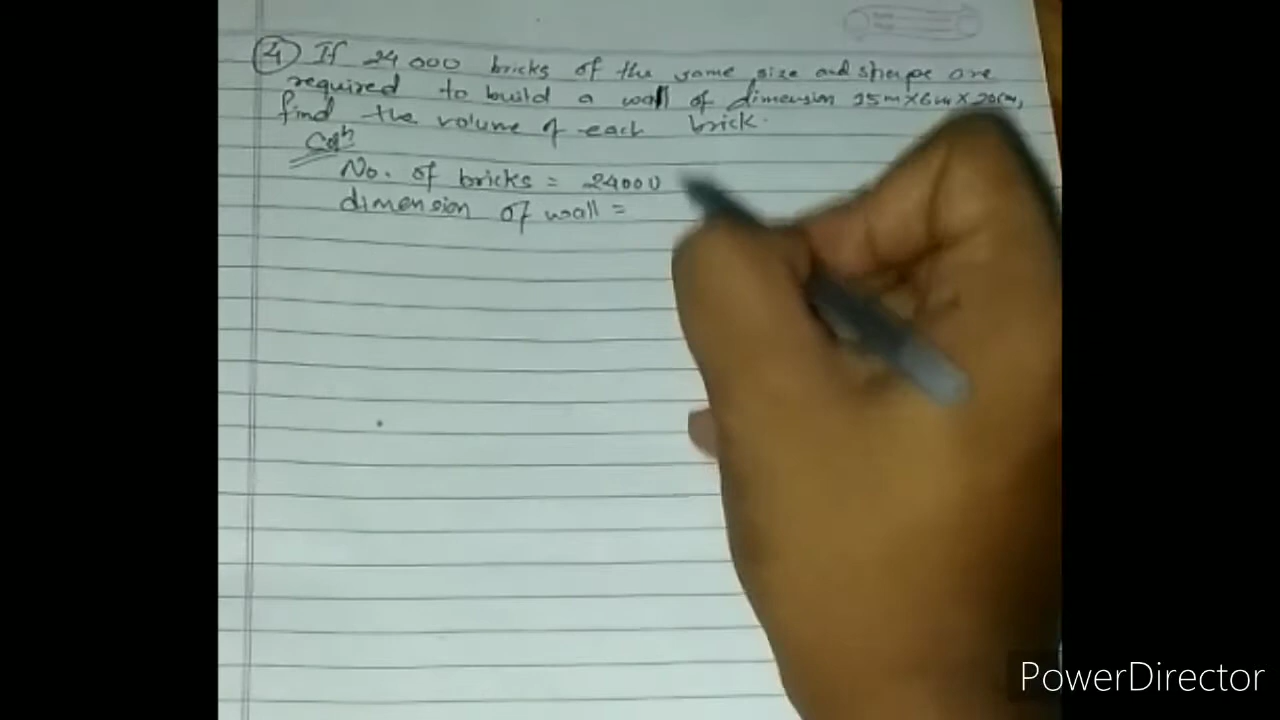 4 If 24000 bricks of the same size and shape are
required to build a wall of dimension 25m×6m×20cm,
find the volume of each brick.
Solⁿ
No. of bricks = 24000
dimension of wall =
PowerDirector